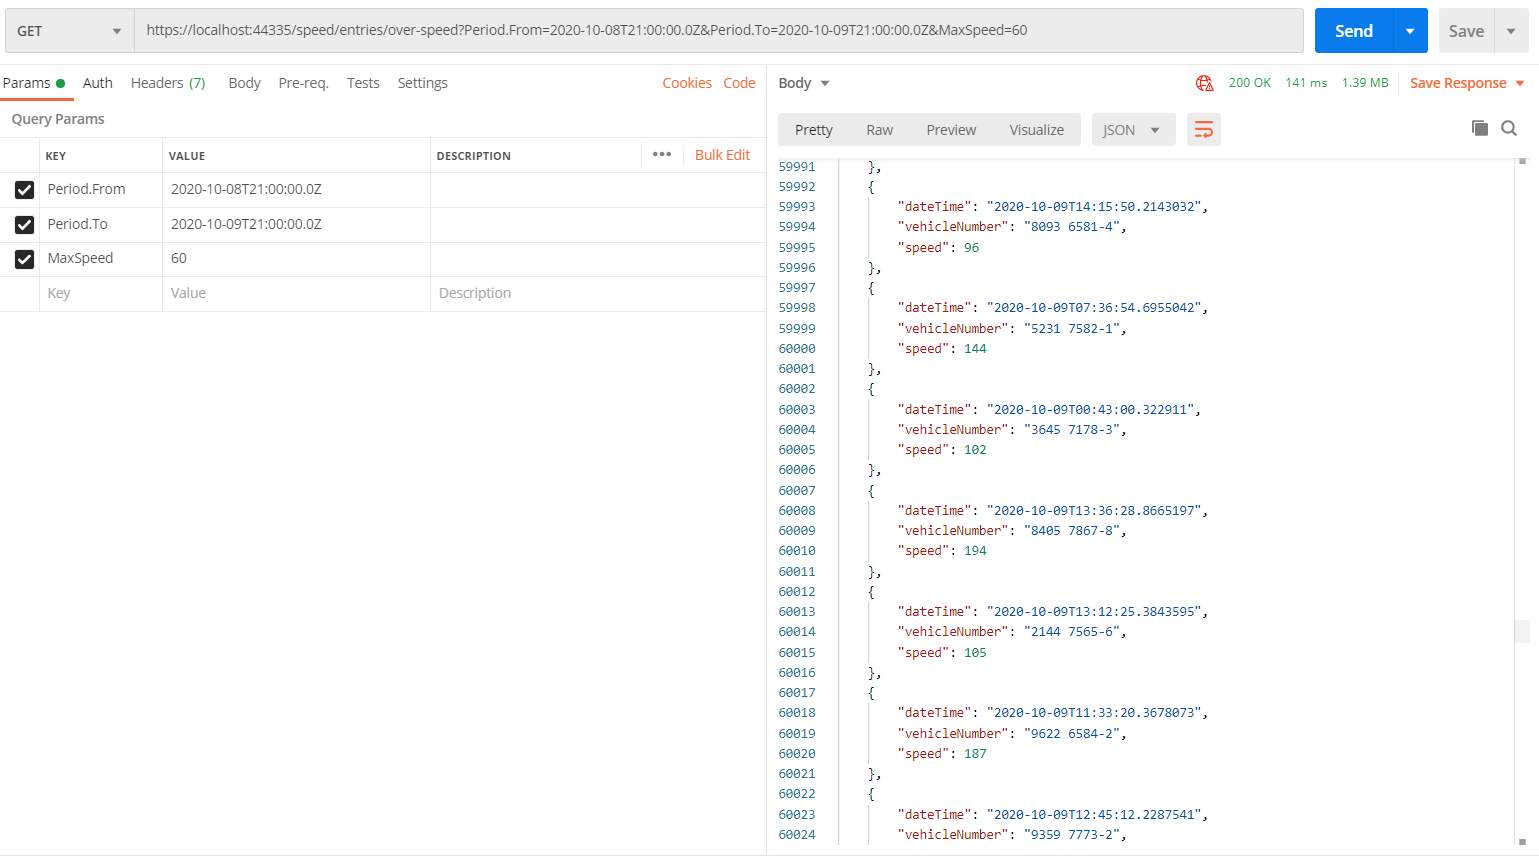 GET https://localhost:44335/speed/entries/over-speed?Period.From=2020-10-08T21:00:00.0Z&Period.To=2020-10-09T21:00:00.0Z&MaxSpeed=60 Send Save
Params Auth Headers (7) Body Pre-req. Tests Settings Cookies Code
Query Params
KEY VALUE DESCRIPTION ••• Bulk Edit
Period.From 2020-10-08T21:00:00.0Z
Period.To 2020-10-09T21:00:00.0Z
MaxSpeed 60
Key Value Description
Body 200 OK 141 ms 1.39 MB Save Response
Pretty Raw Preview Visualize JSON
59991 },
59992 {
59993 "dateTime": "2020-10-09T14:15:50.2143032",
59994 "vehicleNumber": "8093 6581-4",
59995 "speed": 96
59996 },
59997 {
59998 "dateTime": "2020-10-09T07:36:54.6955042",
59999 "vehicleNumber": "5231 7582-1",
60000 "speed": 144
60001 },
60002 {
60003 "dateTime": "2020-10-09T00:43:00.322911",
60004 "vehicleNumber": "3645 7178-3",
60005 "speed": 102
60006 },
60007 {
60008 "dateTime": "2020-10-09T13:36:28.8665197",
60009 "vehicleNumber": "8405 7867-8",
60010 "speed": 194
60011 },
60012 {
60013 "dateTime": "2020-10-09T13:12:25.3843595",
60014 "vehicleNumber": "2144 7565-6",
60015 "speed": 105
60016 },
60017 {
60018 "dateTime": "2020-10-09T11:33:20.3678073",
60019 "vehicleNumber": "9622 6584-2",
60020 "speed": 187
60021 },
60022 {
60023 "dateTime": "2020-10-09T12:45:12.2287541",
60024 "vehicleNumber": "9359 7773-2",